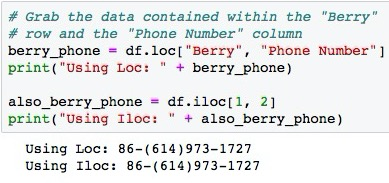 # Grab the data contained within the "Berry"
# row and the "Phone Number" column
berry_phone = df.loc["Berry", "Phone Number"]
print("Using Loc: " + berry_phone)

also_berry_phone = df.iloc[1, 2]
print("Using Iloc: " + also_berry_phone)

Using Loc: 86-(614)973-1727
Using Iloc: 86-(614)973-1727